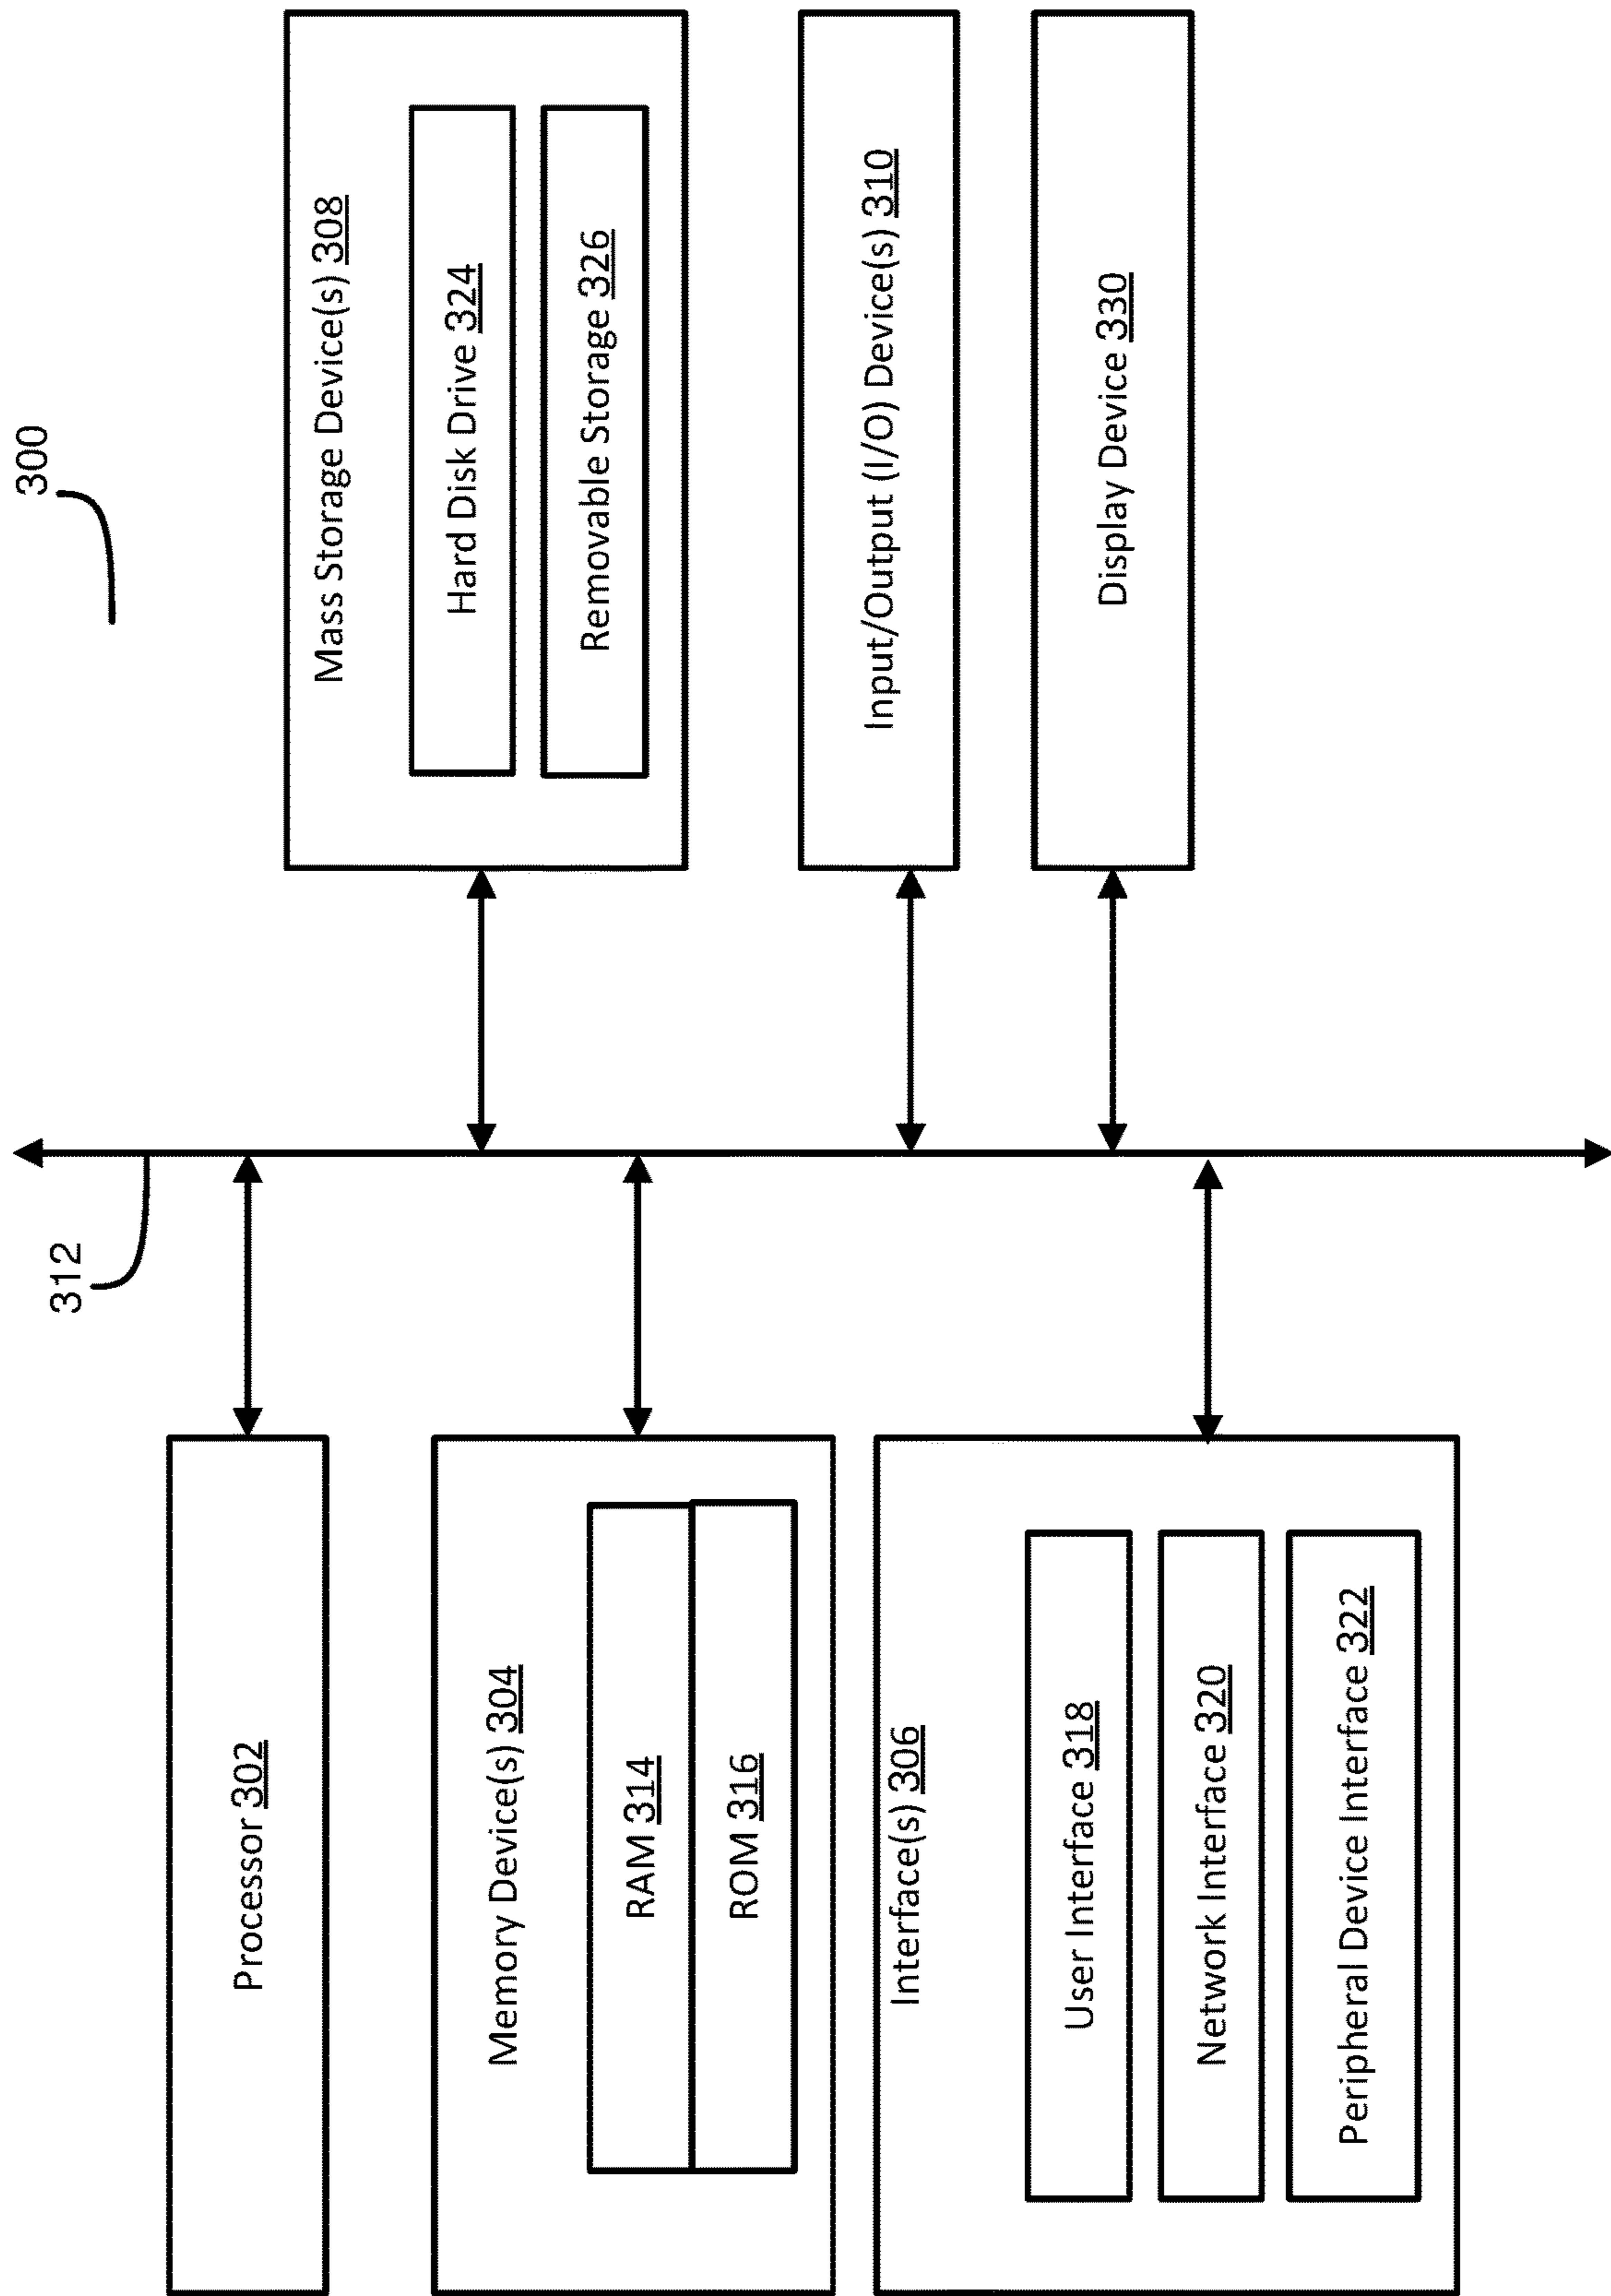 300
312
Processor 302
Memory Device(s) 304
RAM 314
ROM 316
Interface(s) 306
User Interface 318
Network Interface 320
Peripheral Device Interface 322
Mass Storage Device(s) 308
Hard Disk Drive 324
Removable Storage 326
Input/Output (I/O) Device(s) 310
Display Device 330